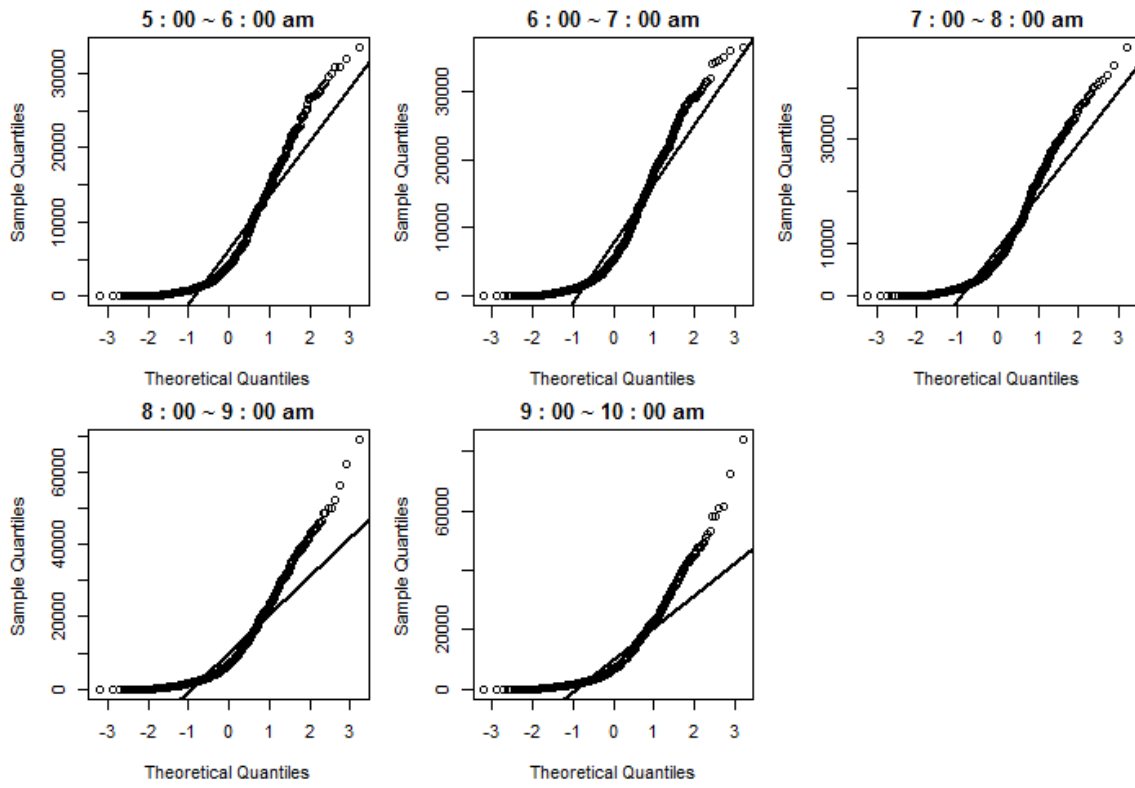 5 : 00 ~ 6 : 00 am
Sample Quantiles
0 10000 20000 30000
-3 -2 -1 0 1 2 3
Theoretical Quantiles
6 : 00 ~ 7 : 00 am
Sample Quantiles
0 10000 20000 30000
-3 -2 -1 0 1 2 3
Theoretical Quantiles
7 : 00 ~ 8 : 00 am
Sample Quantiles
0 10000 30000
-3 -2 -1 0 1 2 3
Theoretical Quantiles
8 : 00 ~ 9 : 00 am
Sample Quantiles
0 20000 40000 60000
-3 -2 -1 0 1 2 3
Theoretical Quantiles
9 : 00 ~ 10 : 00 am
Sample Quantiles
0 20000 60000
-3 -2 -1 0 1 2 3
Theoretical Quantiles